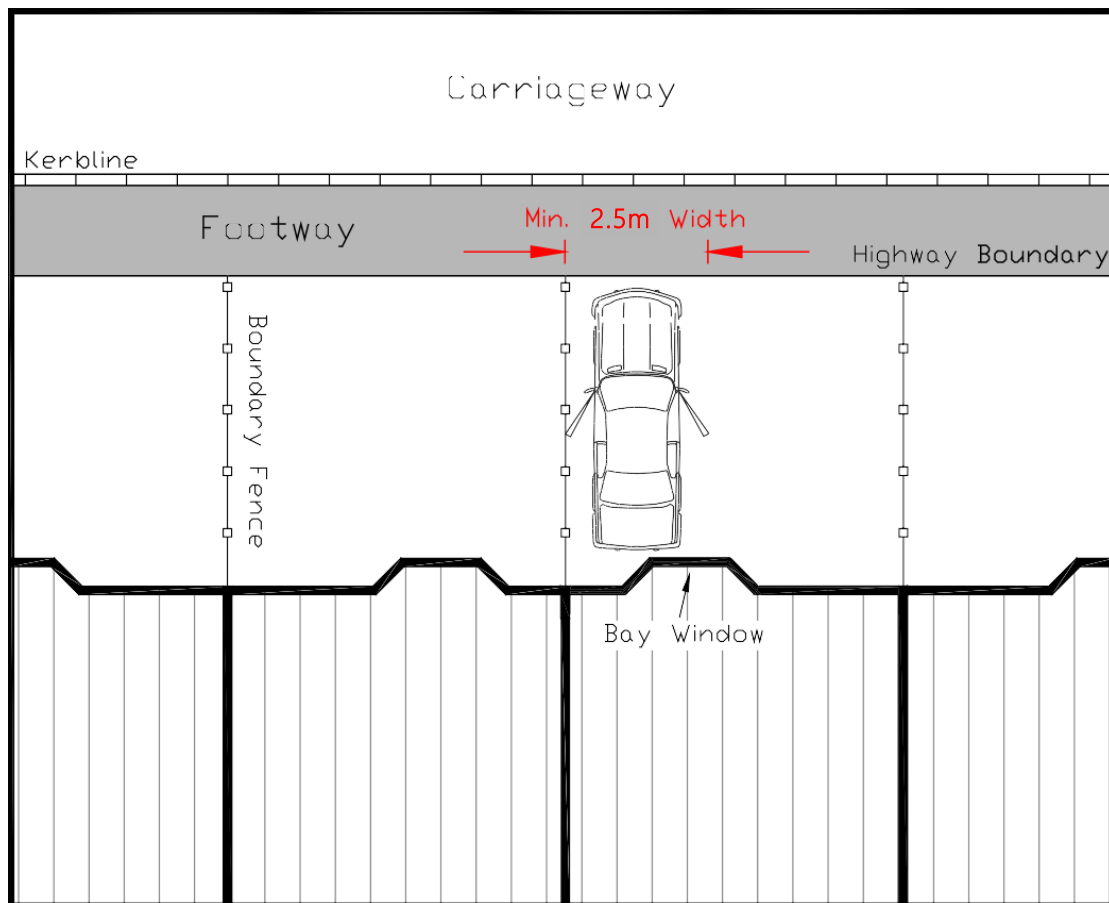 Carriageway
Kerbline
Footway
Min. 2.5m Width
Highway Boundary
Boundary Fence
Bay Window